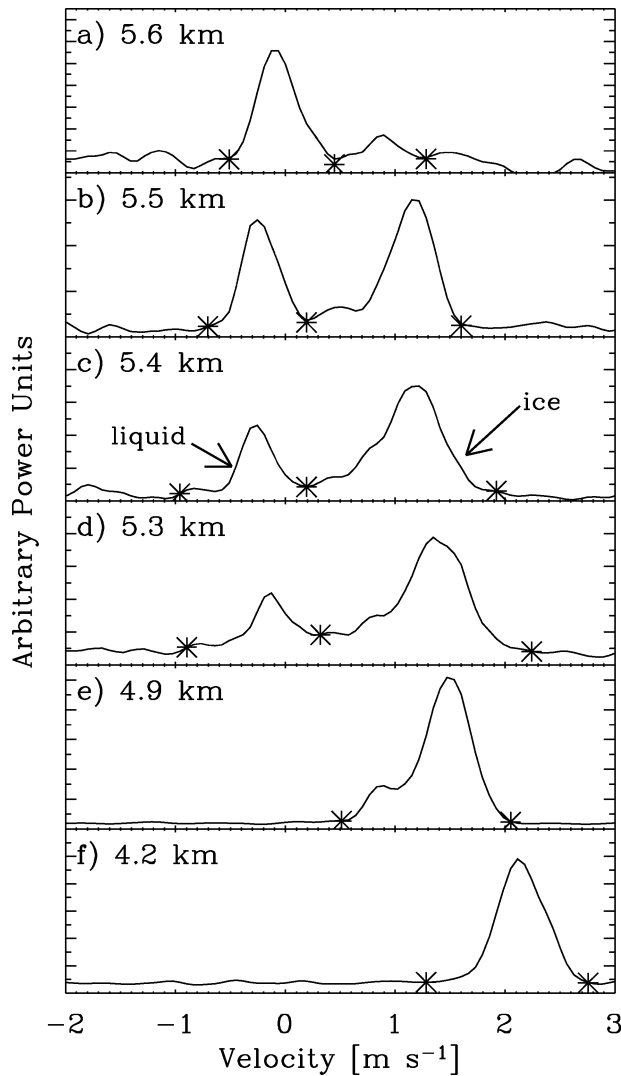 a) 5.6 km
b) 5.5 km
c) 5.4 km
liquid
ice
d) 5.3 km
e) 4.9 km
f) 4.2 km
Arbitrary Power Units
−2 −1 0 1 2 3
Velocity [m s⁻¹]